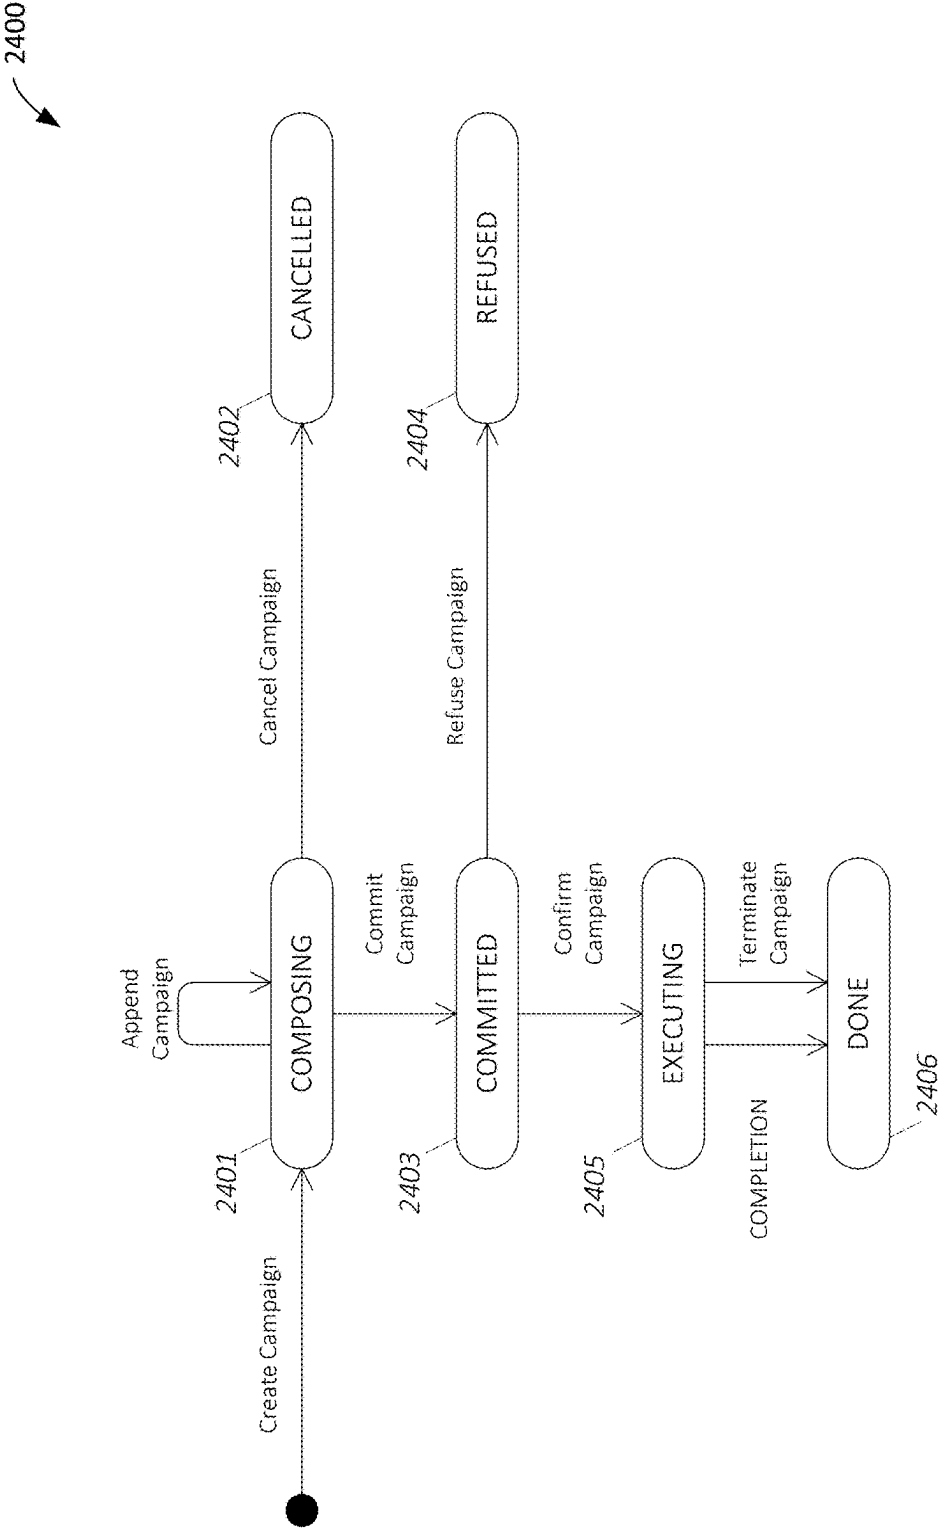 2400
Append
Campaign
2401
2402
Create Campaign
COMPOSING
Cancel Campaign
CANCELLED
Commit
Campaign
2403
2404
COMMITTED
Refuse Campaign
REFUSED
Confirm
Campaign
2405
EXECUTING
COMPLETION
Terminate
Campaign
DONE
2406